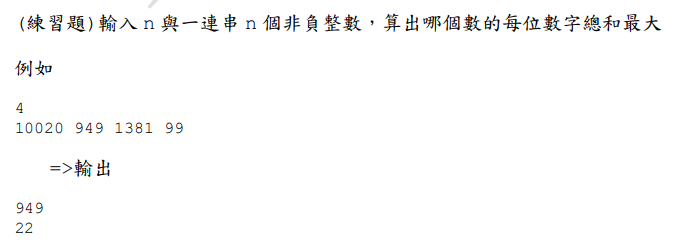 (練習題)輸入 n 與一連串 n 個非負整數，算出哪個數的每位數字總和最大
例如
4
10020 949 1381 99
=>輸出
949
22